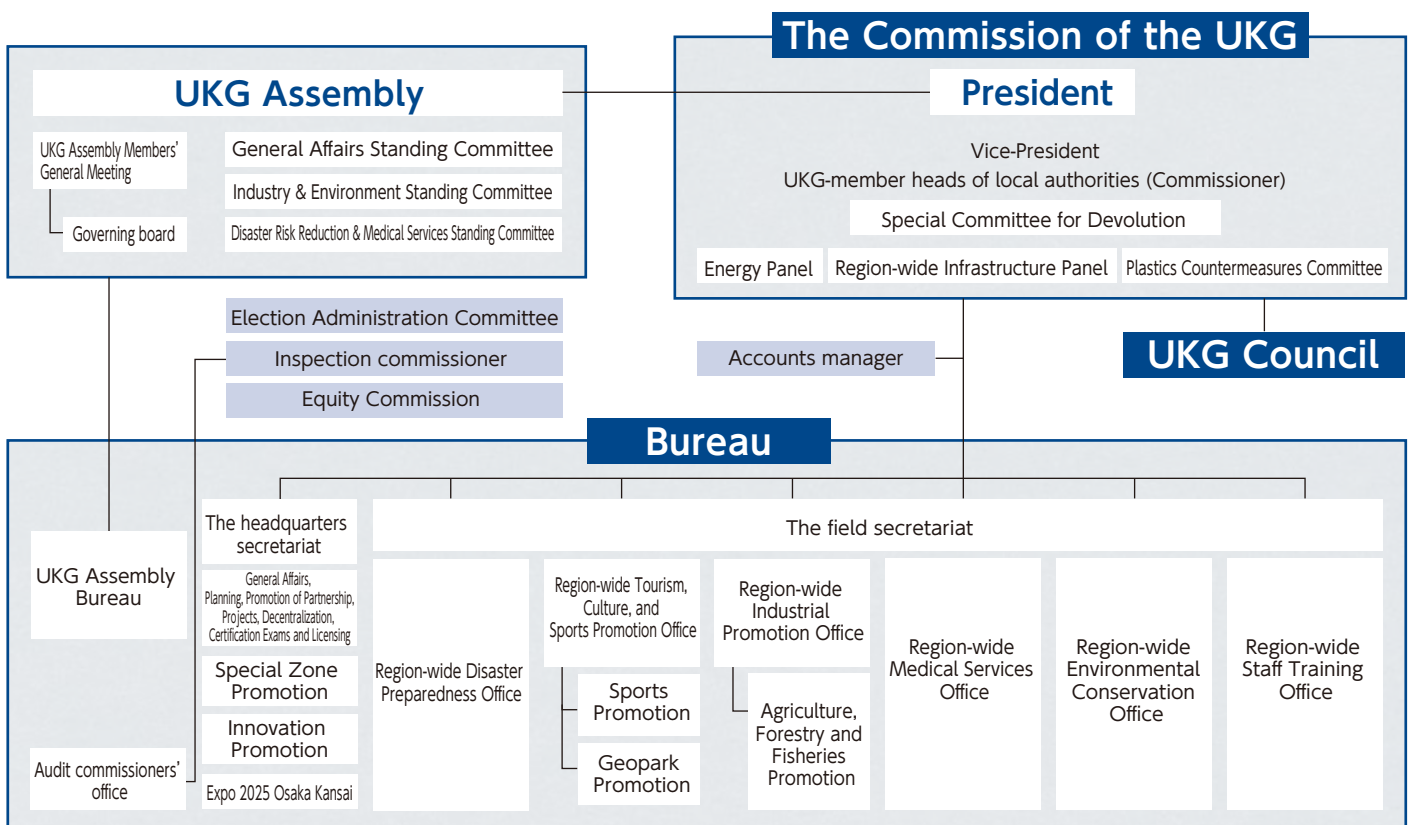 The Commission of the UKG
UKG Assembly
UKG Assembly Members'
General Meeting
Governing board
General Affairs Standing Committee
Industry & Environment Standing Committee
Disaster Risk Reduction & Medical Services Standing Committee
President
Vice-President
UKG-member heads of local authorities (Commissioner)
Special Committee for Devolution
Energy Panel
Region-wide Infrastructure Panel
Plastics Countermeasures Committee
Election Administration Committee
Inspection commissioner
Equity Commission
Accounts manager
UKG Council
Bureau
UKG Assembly
Bureau
Audit commissioners'
office
The headquarters
secretariat
General Affairs,
Planning, Promotion of Partnership,
Projects, Decentralization,
Certification Exams and Licensing
Special Zone
Promotion
Innovation
Promotion
Expo 2025 Osaka Kansai
The field secretariat
Region-wide Disaster
Preparedness Office
Region-wide Tourism,
Culture, and
Sports Promotion Office
Sports
Promotion
Geopark
Promotion
Region-wide
Industrial
Promotion Office
Agriculture,
Forestry and
Fisheries
Promotion
Region-wide
Medical Services
Office
Region-wide
Environmental
Conservation
Office
Region-wide
Staff Training
Office